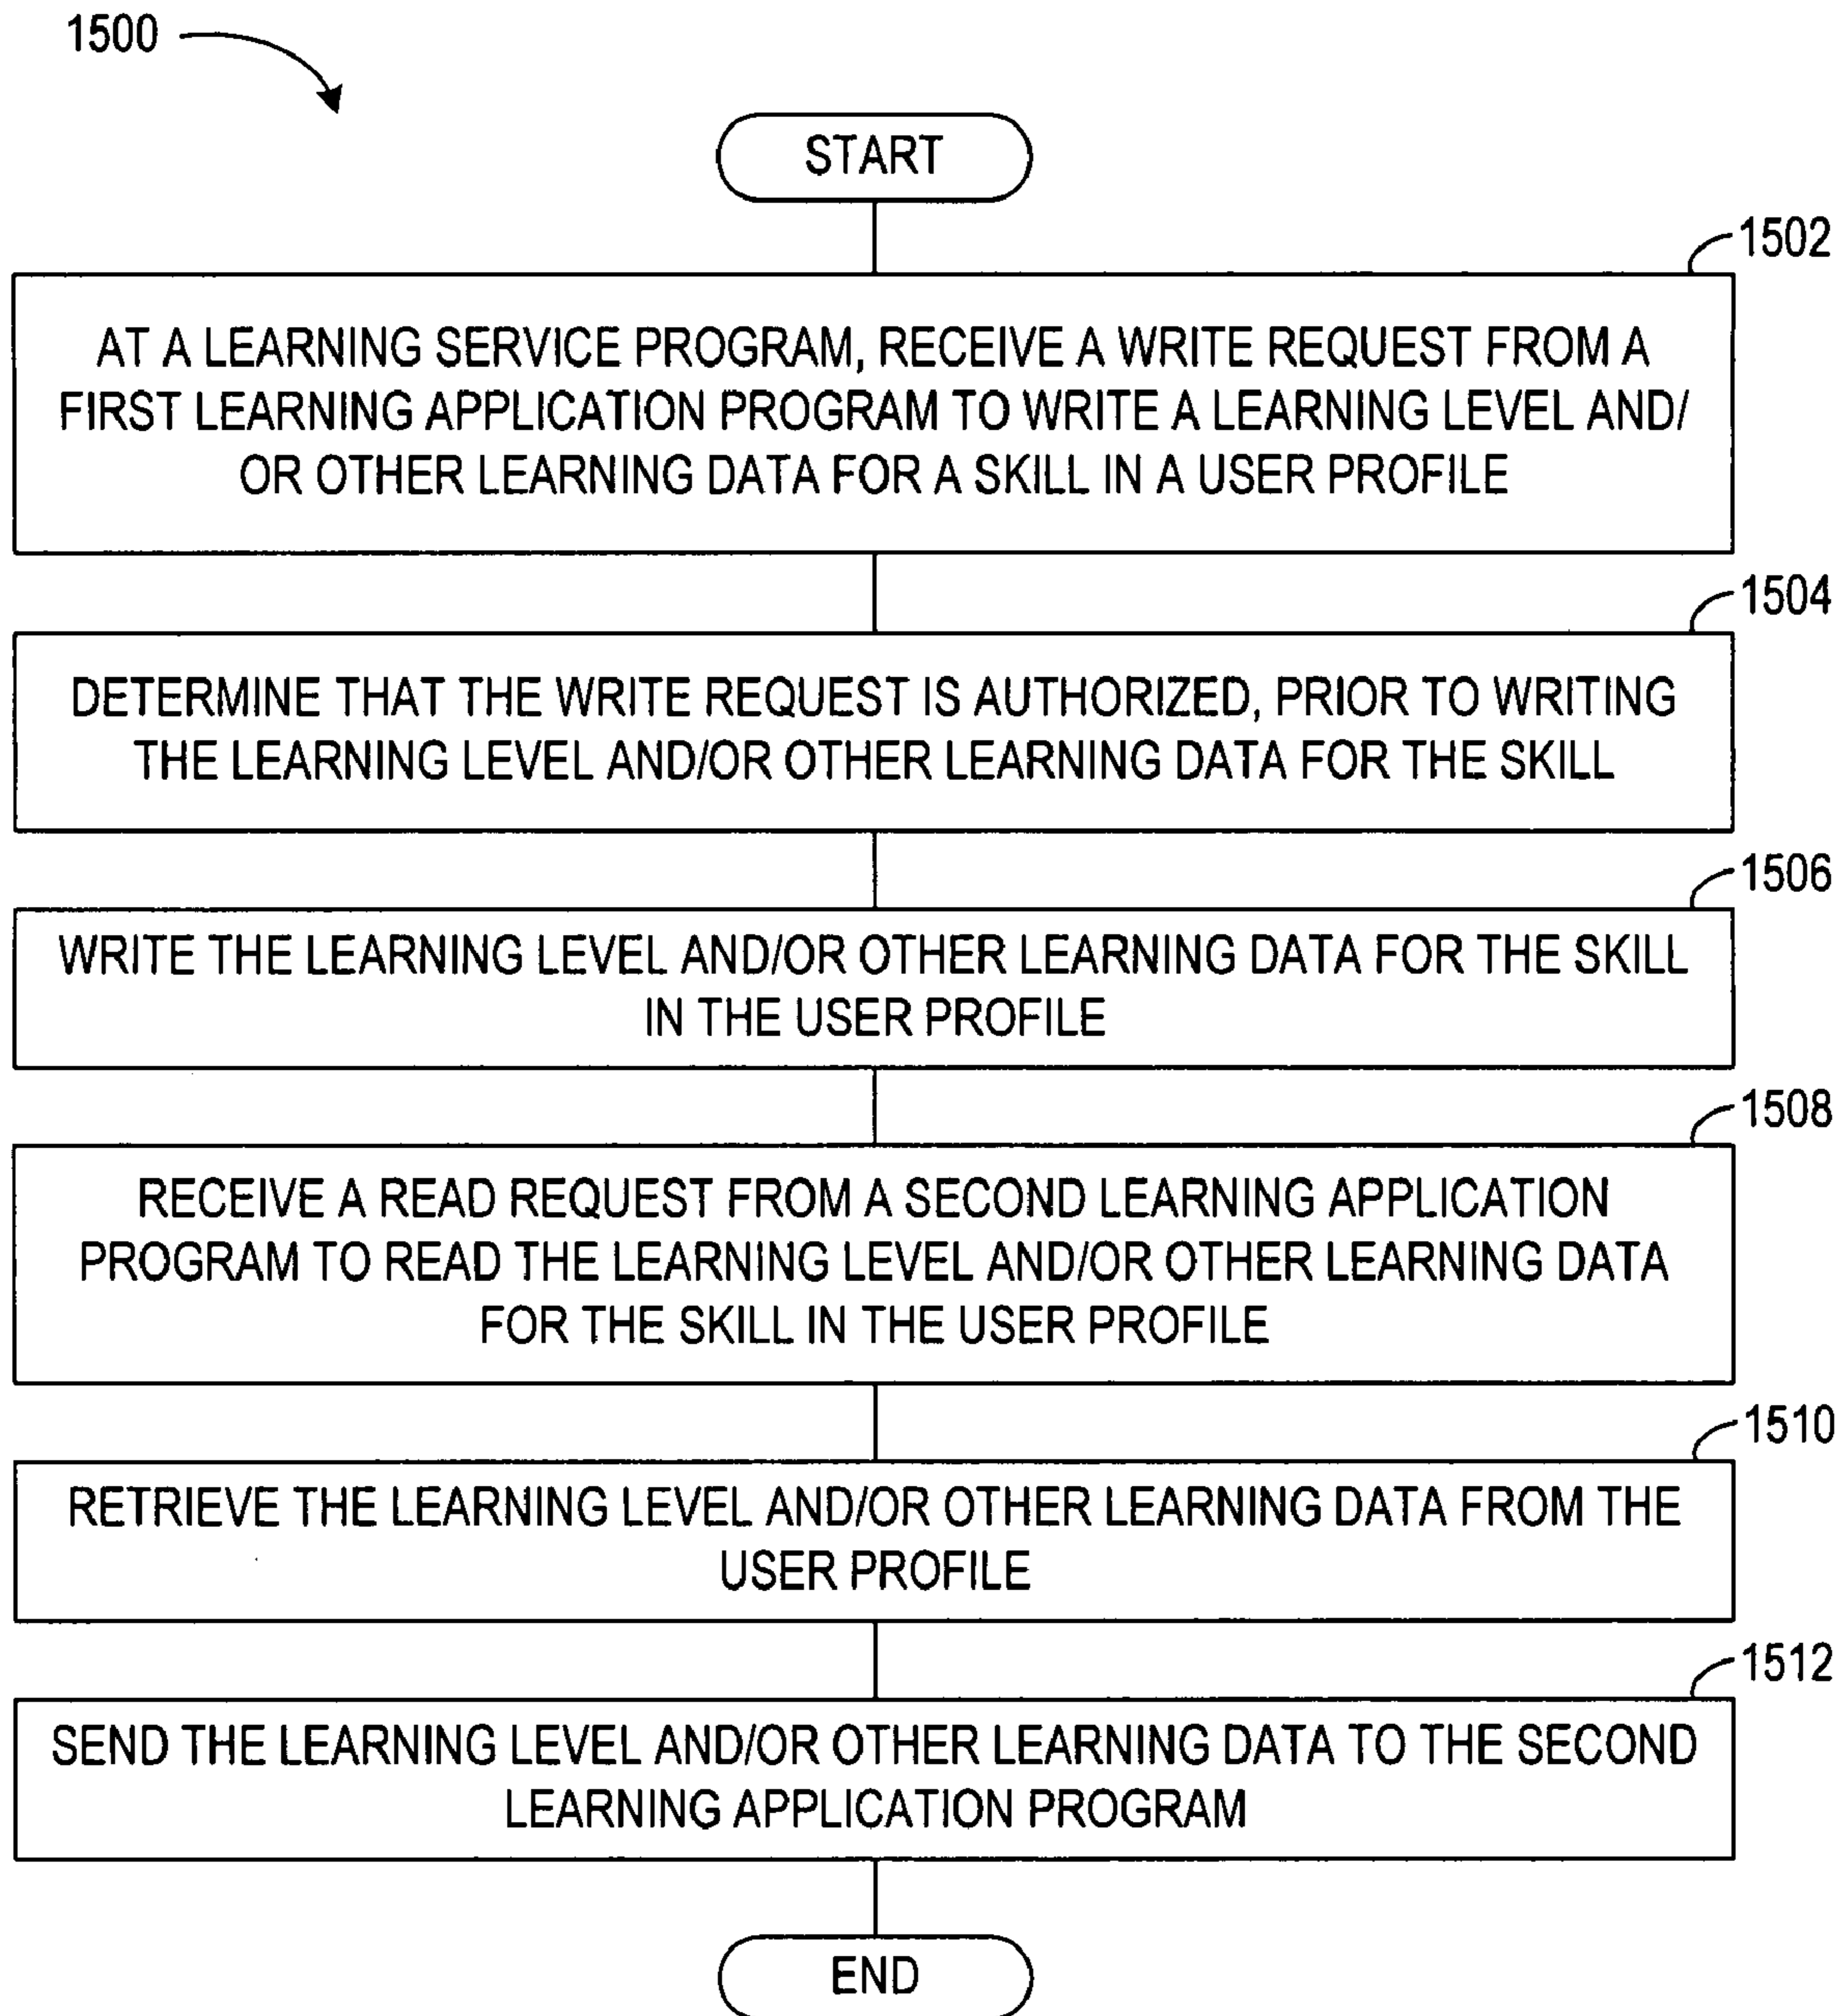 1500
START
1502
AT A LEARNING SERVICE PROGRAM, RECEIVE A WRITE REQUEST FROM A
FIRST LEARNING APPLICATION PROGRAM TO WRITE A LEARNING LEVEL AND/
OR OTHER LEARNING DATA FOR A SKILL IN A USER PROFILE
1504
DETERMINE THAT THE WRITE REQUEST IS AUTHORIZED, PRIOR TO WRITING
THE LEARNING LEVEL AND/OR OTHER LEARNING DATA FOR THE SKILL
1506
WRITE THE LEARNING LEVEL AND/OR OTHER LEARNING DATA FOR THE SKILL
IN THE USER PROFILE
1508
RECEIVE A READ REQUEST FROM A SECOND LEARNING APPLICATION
PROGRAM TO READ THE LEARNING LEVEL AND/OR OTHER LEARNING DATA
FOR THE SKILL IN THE USER PROFILE
1510
RETRIEVE THE LEARNING LEVEL AND/OR OTHER LEARNING DATA FROM THE
USER PROFILE
1512
SEND THE LEARNING LEVEL AND/OR OTHER LEARNING DATA TO THE SECOND
LEARNING APPLICATION PROGRAM
END